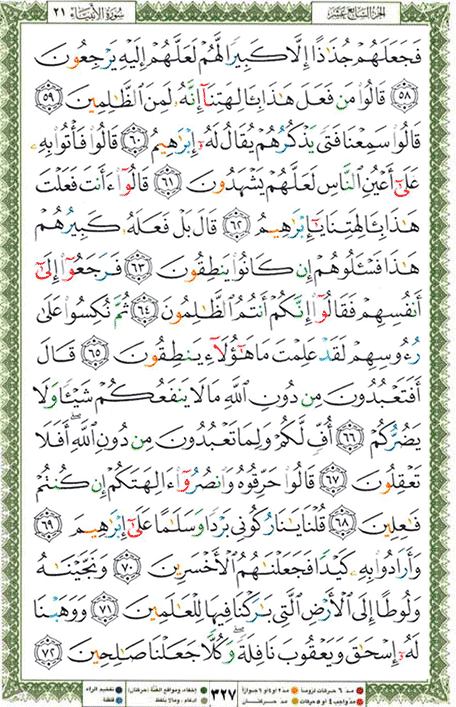 الجزء السابع عشر سورة الأنبياء ٢١
فَجَعَلَهُمْ جُذَٰذًا إِلَّا كَبِيرًا لَّهُمْ لَعَلَّهُمْ إِلَيْهِ يَرْجِعُونَ
٥٨ قَالُوا۟ مَن فَعَلَ هَٰذَا بِـَٔالِهَتِنَآ إِنَّهُۥ لَمِنَ ٱلظَّٰلِمِينَ ٥٩
قَالُوا۟ سَمِعْنَا فَتًى يَذْكُرُهُمْ يُقَالُ لَهُۥٓ إِبْرَٰهِيمُ ٦٠ قَالُوا۟ فَأْتُوا۟ بِهِۦ
عَلَىٰٓ أَعْيُنِ ٱلنَّاسِ لَعَلَّهُمْ يَشْهَدُونَ ٦١ قَالُوٓا۟ ءَأَنتَ فَعَلْتَ
هَٰذَا بِـَٔالِهَتِنَا يَٰٓإِبْرَٰهِيمُ ٦٢ قَالَ بَلْ فَعَلَهُۥ كَبِيرُهُمْ
هَٰذَا فَسْـَٔلُوهُمْ إِن كَانُوا۟ يَنطِقُونَ ٦٣ فَرَجَعُوٓا۟ إِلَىٰٓ
أَنفُسِهِمْ فَقَالُوٓا۟ إِنَّكُمْ أَنتُمُ ٱلظَّٰلِمُونَ ٦٤ ثُمَّ نُكِسُوا۟ عَلَىٰ
رُءُوسِهِمْ لَقَدْ عَلِمْتَ مَا هَٰٓؤُلَآءِ يَنطِقُونَ ٦٥ قَالَ
أَفَتَعْبُدُونَ مِن دُونِ ٱللَّهِ مَا لَا يَنفَعُكُمْ شَيْـًٔا وَلَا
يَضُرُّكُمْ ٦٦ أُفٍّ لَّكُمْ وَلِمَا تَعْبُدُونَ مِن دُونِ ٱللَّهِ ۖ أَفَلَا
تَعْقِلُونَ ٦٧ قَالُوا۟ حَرِّقُوهُ وَٱنصُرُوٓا۟ ءَالِهَتَكُمْ إِن كُنتُمْ
فَٰعِلِينَ ٦٨ قُلْنَا يَٰنَارُ كُونِى بَرْدًا وَسَلَٰمًا عَلَىٰٓ إِبْرَٰهِيمَ ٦٩
وَأَرَادُوا۟ بِهِۦ كَيْدًا فَجَعَلْنَٰهُمُ ٱلْأَخْسَرِينَ ٧٠ وَنَجَّيْنَٰهُ
وَلُوطًا إِلَى ٱلْأَرْضِ ٱلَّتِى بَٰرَكْنَا فِيهَا لِلْعَٰلَمِينَ ٧١ وَوَهَبْنَا
لَهُۥٓ إِسْحَٰقَ وَيَعْقُوبَ نَافِلَةً ۖ وَكُلًّا جَعَلْنَا صَٰلِحِينَ ٧٢
مد ٦ حركات لزوماً مد٢ أو٤ أو ٦ جوازاً
مد واجب ٤ أو ٥ حركات مد حركتان
٣٢٧
إخفاء، ومواقع الغنة (حركتان) تفخيم الراء
إدغام، وما لا يلفظ قلقلة